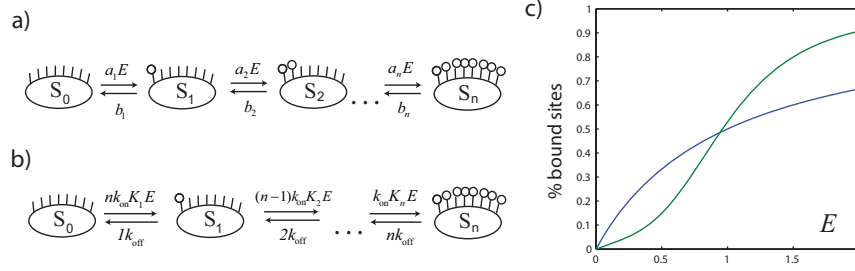 a)
S₀ a₁E b₁ S₁ a₂E b₂ S₂ ... aₙE bₙ Sₙ
b)
S₀ nkₒₙK₁E 1kₒff S₁ (n−1)kₒₙK₂E 2kₒff ... kₒₙKₙE nkₒff Sₙ
c)
% bound sites
1
0.9
0.8
0.7
0.6
0.5
0.4
0.3
0.2
0.1
0
0 0.5 1 1.5
E